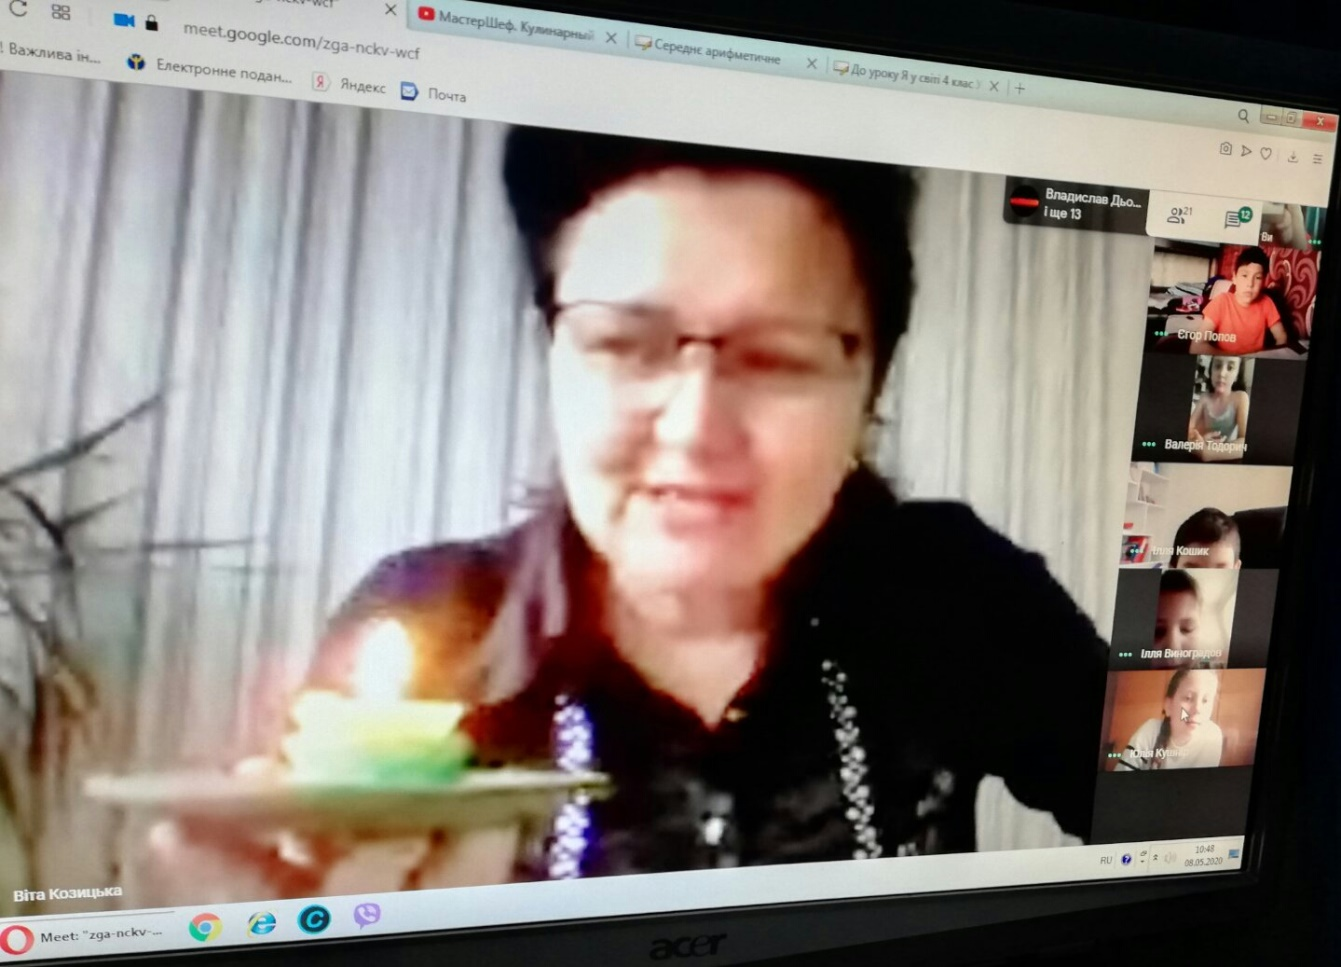 meet.google.com/zga-nckv-wcf
МастерШеф. Кулинарный
Середнє арифметичне
До уроку Я у світі 4 клас
! Важлива ін...
Електронне подан...
Яндекс
Почта
Владислав Дьо...
і ще 13
21
12
Ви
Єгор Попов
Валерія Тодорич
Ілля Кошик
Ілля Виноградов
Юлія
Віта Козицька
RU
10:48
08.05.2020
Meet: "zga-nckv-...
acer